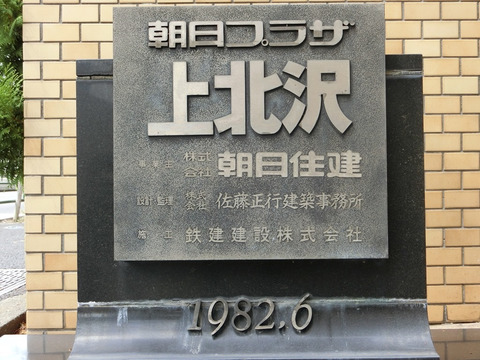 朝日プラザ
上北沢
事業主 株式会社 朝日住建
設計・監理 株式会社 佐藤正行建築事務所
施工 鉄建建設株式会社
1982.6